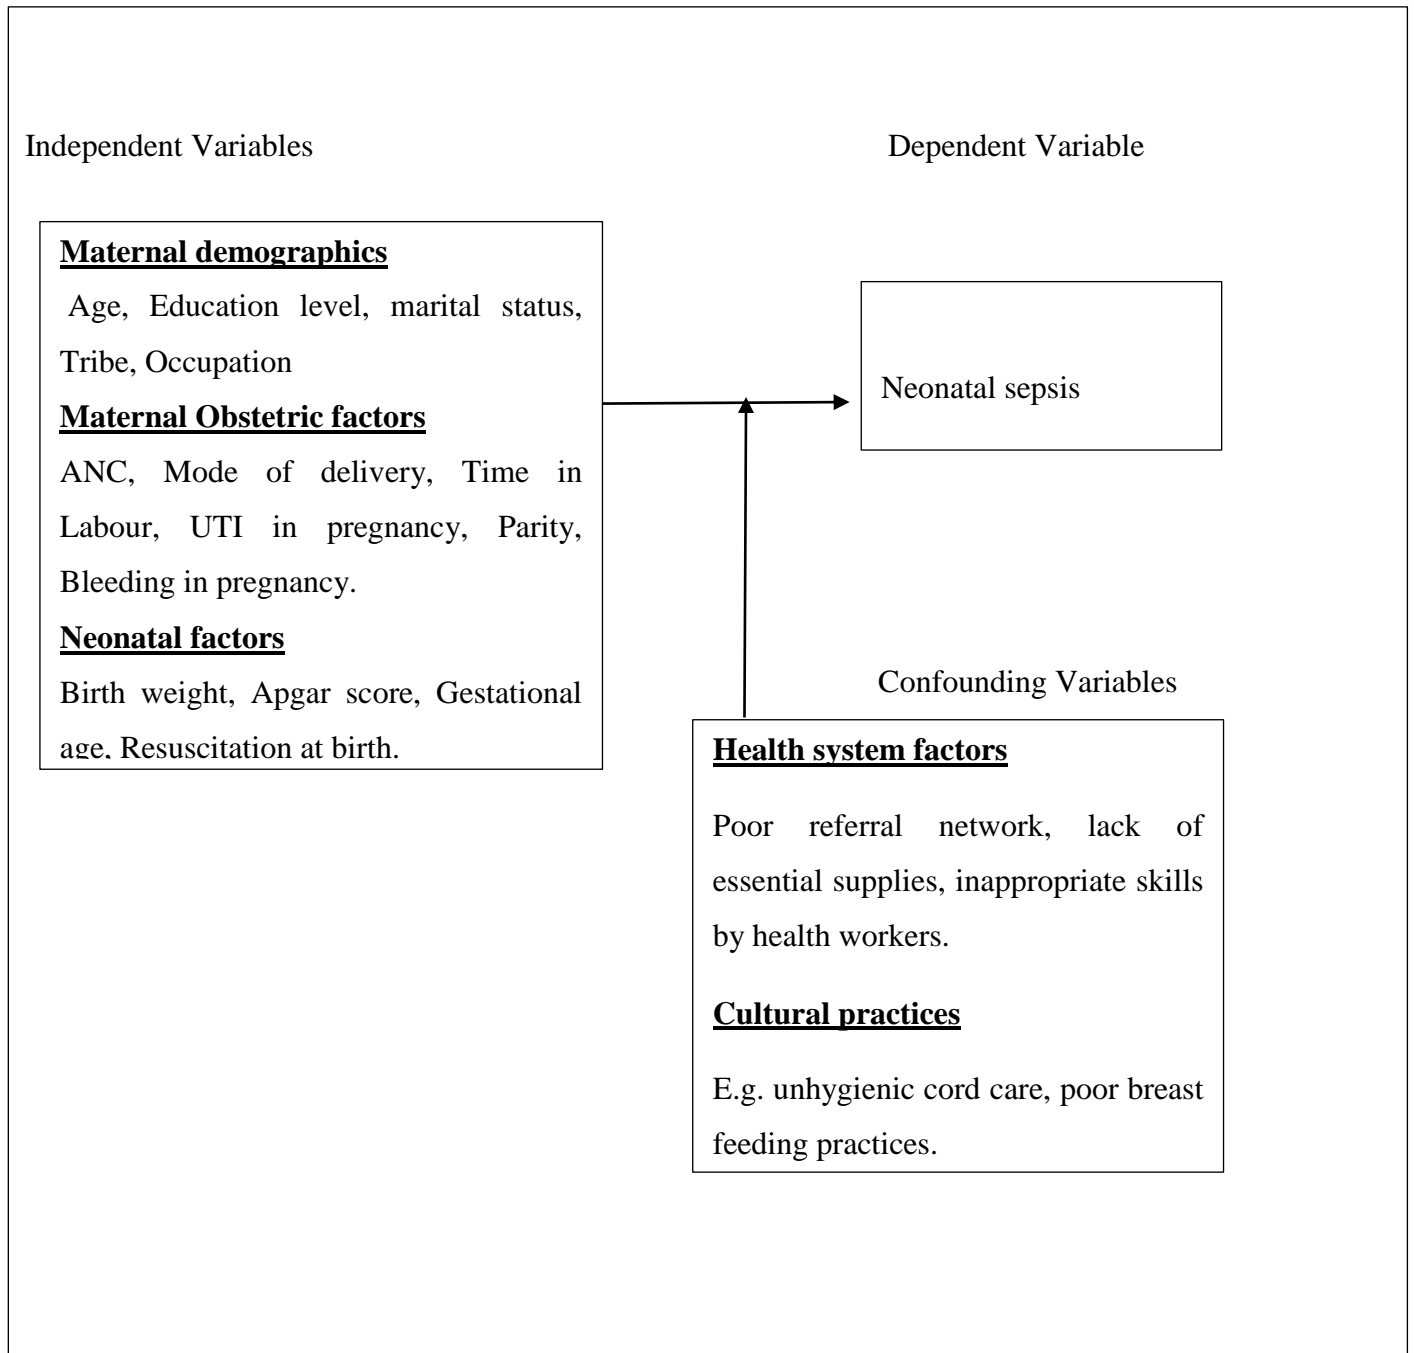 Independent Variables
Dependent Variable
Maternal demographics
Age, Education level, marital status,
Tribe, Occupation
Maternal Obstetric factors
ANC, Mode of delivery, Time in
Labour, UTI in pregnancy, Parity,
Bleeding in pregnancy.
Neonatal factors
Birth weight, Apgar score, Gestational
age, Resuscitation at birth.
Neonatal sepsis
Confounding Variables
Health system factors
Poor referral network, lack of
essential supplies, inappropriate skills
by health workers.
Cultural practices
E.g. unhygienic cord care, poor breast
feeding practices.